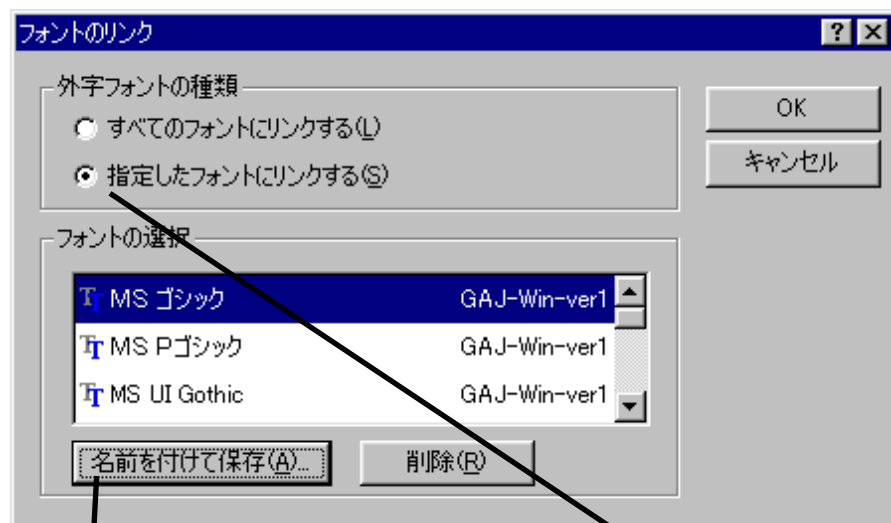 フォントのリンク
外字フォントの種類
すべてのフォントにリンクする(L)
指定したフォントにリンクする(S)
OK
キャンセル
フォントの選択
MS ゴシック GAJ-Win-ver1
MS Pゴシック GAJ-Win-ver1
MS UI Gothic GAJ-Win-ver1
名前を付けて保存(A)...
削除(R)